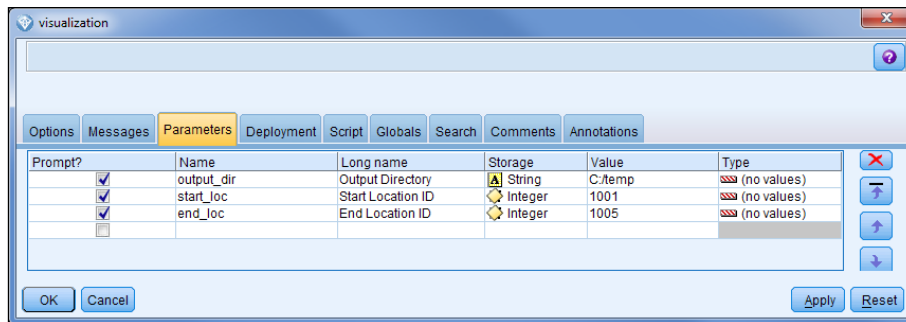 visualization
Options Messages Parameters Deployment Script Globals Search Comments Annotations
Prompt? Name Long name Storage Value Type
output_dir Output Directory A String C:/temp (no values)
start_loc Start Location ID Integer 1001 (no values)
end_loc End Location ID Integer 1005 (no values)
OK Cancel Apply Reset